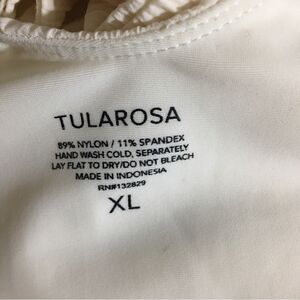 TULAROSA
89% NYLON / 11% SPANDEX
HAND WASH COLD, SEPARATELY
LAY FLAT TO DRY/DO NOT BLEACH
MADE IN INDONESIA
RN#132829
XL